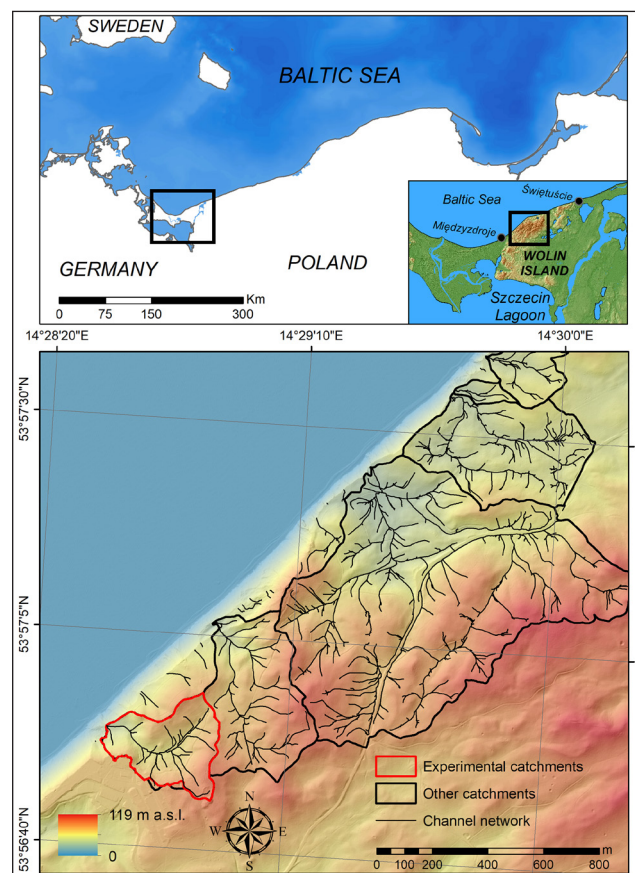 SWEDEN
BALTIC SEA
Baltic Sea
Świętuście
Międzyzdroje
WOLIN
ISLAND
Szczecin
Lagoon
GERMANY
POLAND
Km
0 75 150 300
14°28'20"E 14°29'10"E 14°30'0"E
53°57'30"N
53°57'5"N
53°56'40"N
Experimental catchments
Other catchments
Channel network
119 m a.s.l.
0
N
W E
S
m
0 100 200 400 600 800